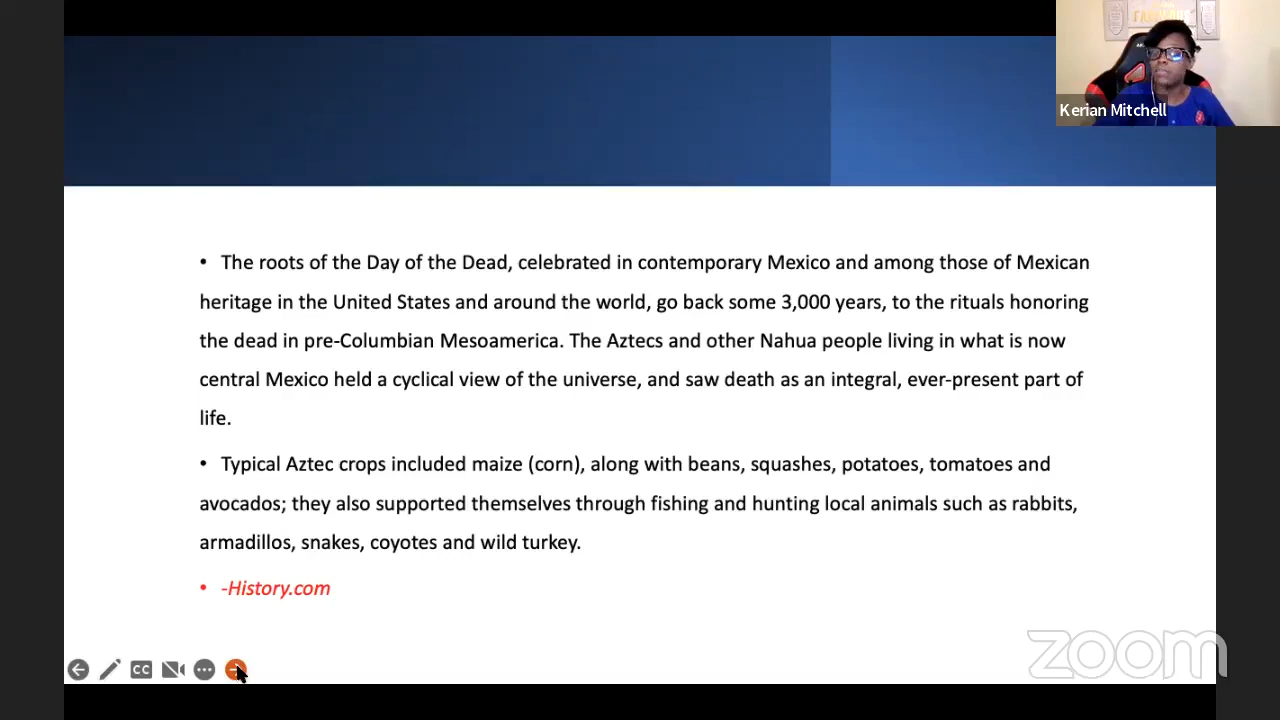 Kerian Mitchell
• The roots of the Day of the Dead, celebrated in contemporary Mexico and among those of Mexican
heritage in the United States and around the world, go back some 3,000 years, to the rituals honoring
the dead in pre-Columbian Mesoamerica. The Aztecs and other Nahua people living in what is now
central Mexico held a cyclical view of the universe, and saw death as an integral, ever-present part of
life.
• Typical Aztec crops included maize (corn), along with beans, squashes, potatoes, tomatoes and
avocados; they also supported themselves through fishing and hunting local animals such as rabbits,
armadillos, snakes, coyotes and wild turkey.
• -History.com
CC
zoom